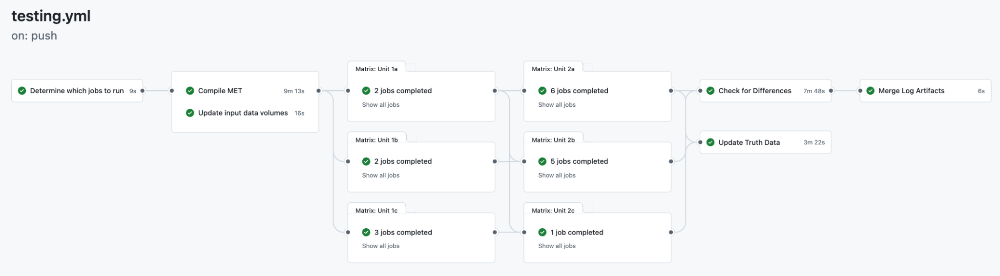 testing.yml
on: push
Determine which jobs to run 9s
Compile MET 9m 13s
Update input data volumes 16s
Matrix: Unit 1a
2 jobs completed
Show all jobs
Matrix: Unit 1b
2 jobs completed
Show all jobs
Matrix: Unit 1c
3 jobs completed
Show all jobs
Matrix: Unit 2a
6 jobs completed
Show all jobs
Matrix: Unit 2b
5 jobs completed
Show all jobs
Matrix: Unit 2c
1 job completed
Show all jobs
Check for Differences 7m 48s
Update Truth Data 3m 22s
Merge Log Artifacts 6s